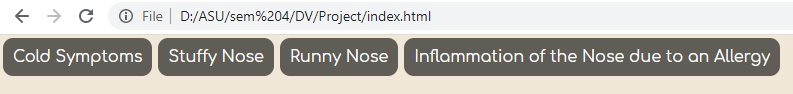 File | D:/ASU/sem%204/DV/Project/index.html
Cold Symptoms Stuffy Nose Runny Nose Inflammation of the Nose due to an Allergy